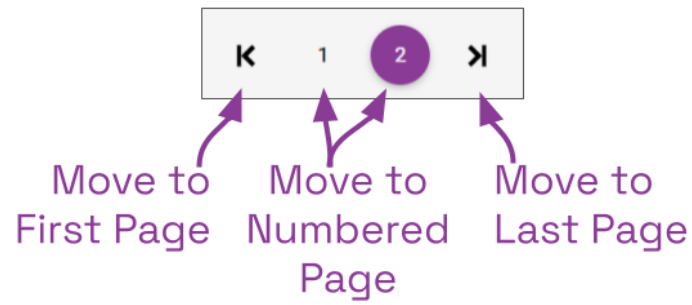 1
2
Move to
First Page
Move to
Numbered
Page
Move to
Last Page